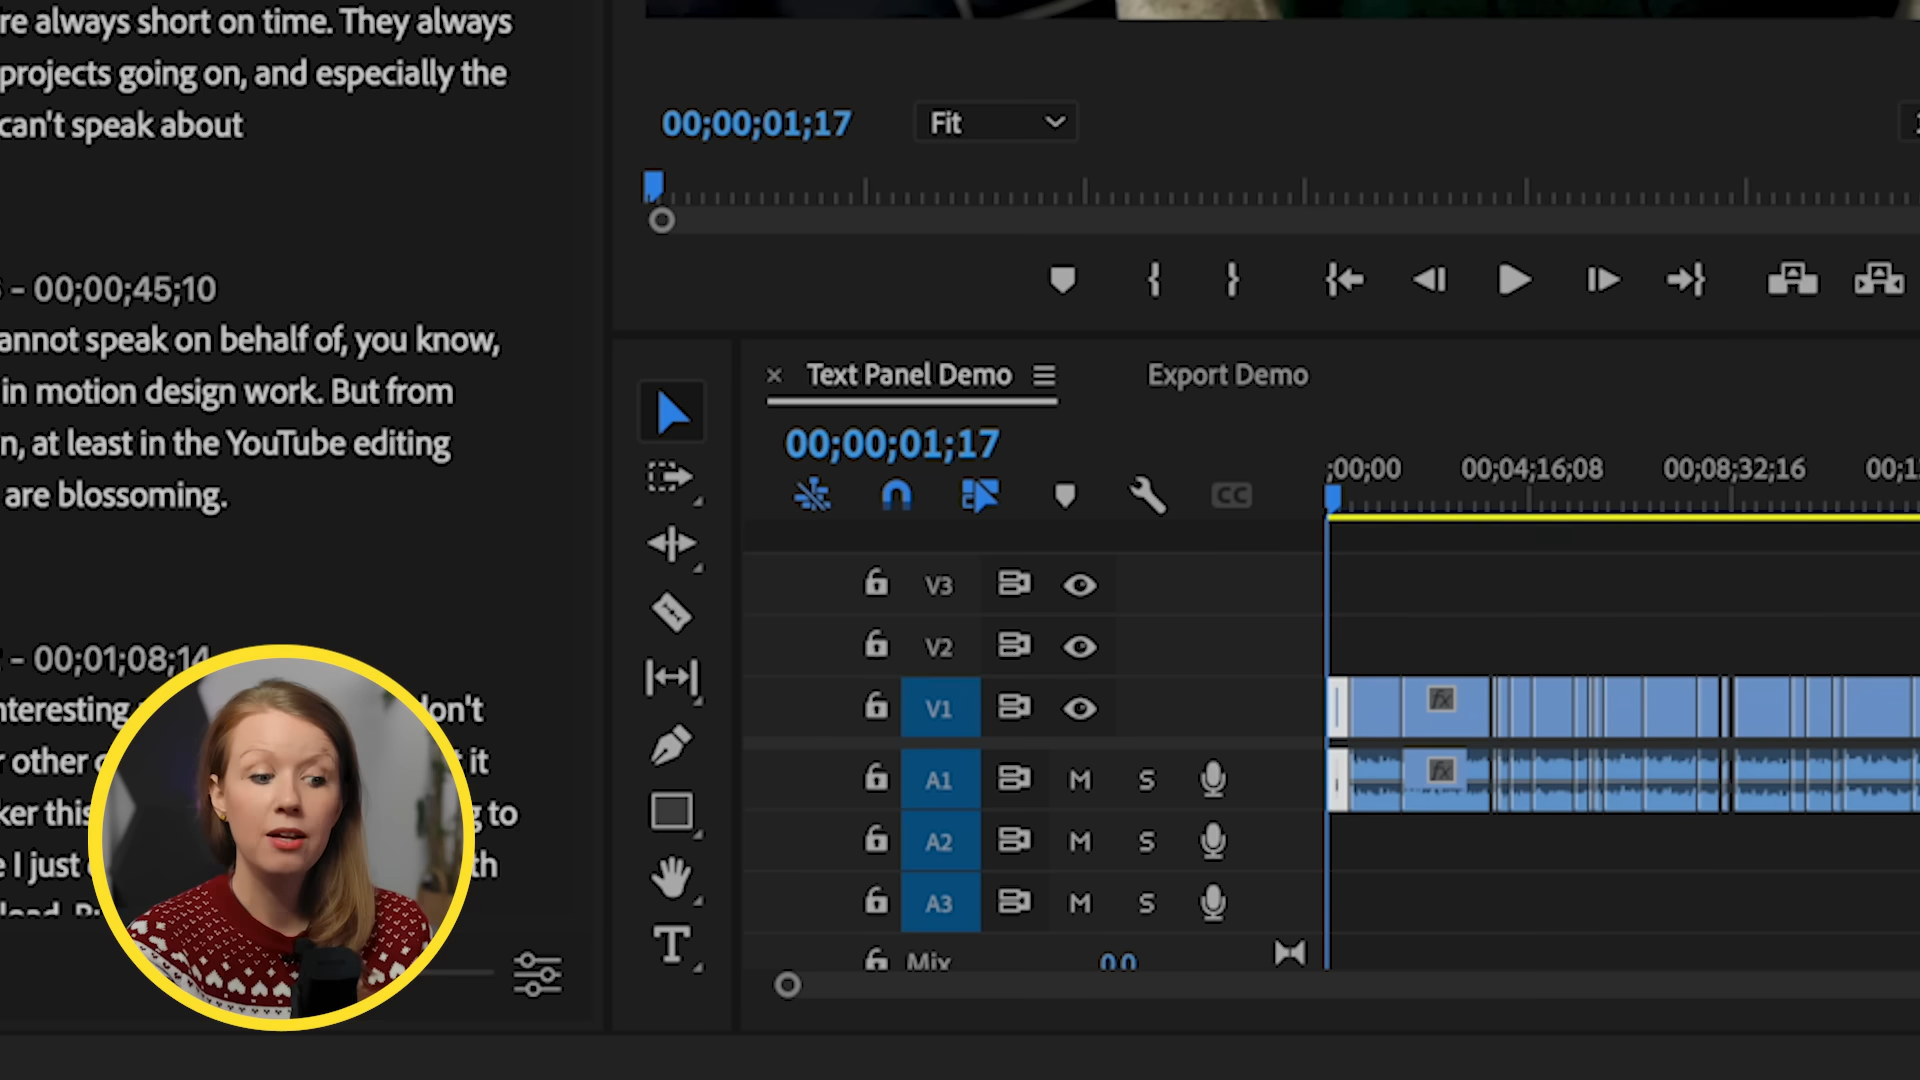 re always short on time. They always
projects going on, and especially the
can't speak about
- 00;00;45;10
annot speak on behalf of, you know,
in motion design work. But from
n, at least in the YouTube editing
are blossoming.
- 00;01;08;14
nteresting don't
r other it
ker this g to
e I just th
00;00;01;17
Fit
Text Panel Demo
Export Demo
00;00;01;17
;00;00
00;04;16;08
00;08;32;16
00;1
CC
V3
V2
V1
fx
A1 M S
fx
A2 M S
A3 M S
Mix 0.0
T